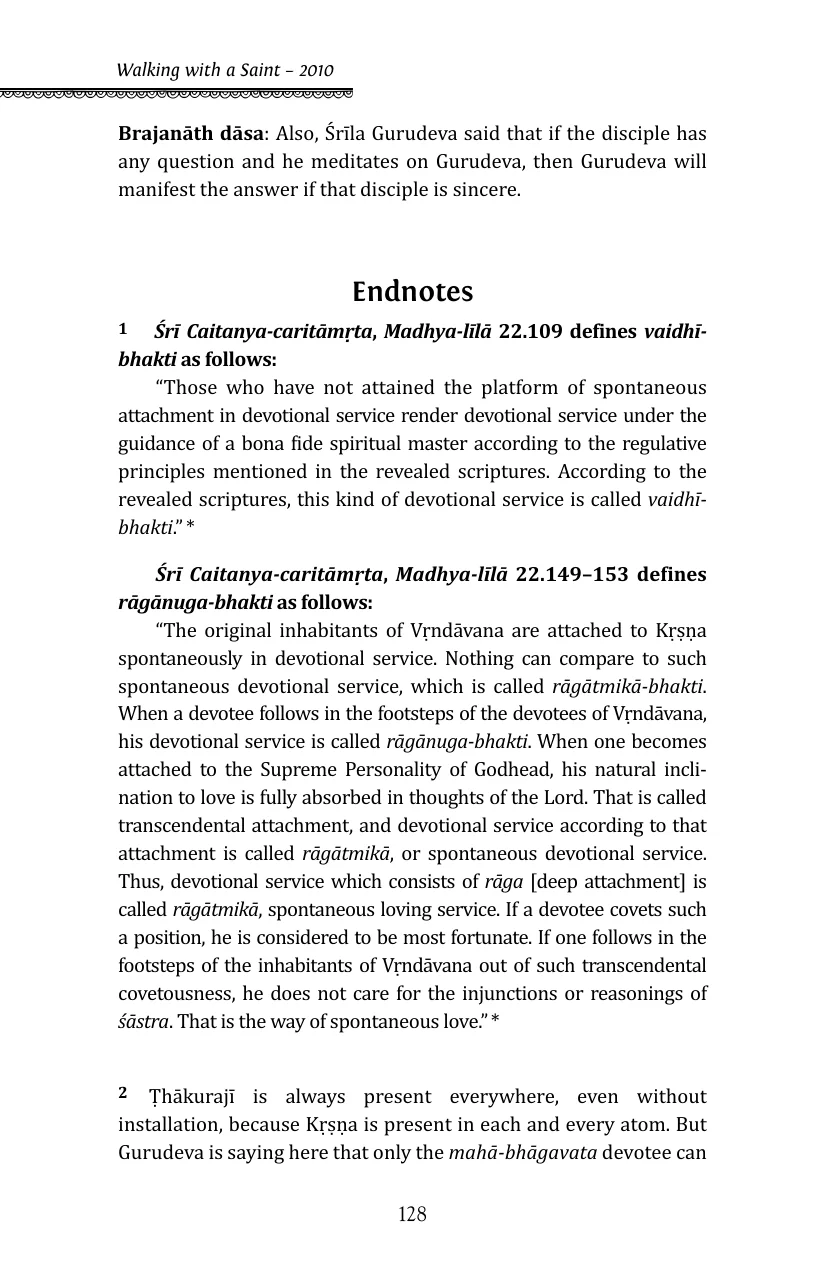 Walking with a Saint – 2010
Brajanāth dāsa: Also, Śrīla Gurudeva said that if the disciple has
any question and he meditates on Gurudeva, then Gurudeva will
manifest the answer if that disciple is sincere.
Endnotes
1 Śrī Caitanya-caritāmṛta, Madhya-līlā 22.109 defines vaidhī-
bhakti as follows:
“Those who have not attained the platform of spontaneous
attachment in devotional service render devotional service under the
guidance of a bona fide spiritual master according to the regulative
principles mentioned in the revealed scriptures. According to the
revealed scriptures, this kind of devotional service is called vaidhī-
bhakti.” *
Śrī Caitanya-caritāmṛta, Madhya-līlā 22.149–153 defines
rāgānuga-bhakti as follows:
“The original inhabitants of Vṛndāvana are attached to Kṛṣṇa
spontaneously in devotional service. Nothing can compare to such
spontaneous devotional service, which is called rāgātmikā-bhakti.
When a devotee follows in the footsteps of the devotees of Vṛndāvana,
his devotional service is called rāgānuga-bhakti. When one becomes
attached to the Supreme Personality of Godhead, his natural incli-
nation to love is fully absorbed in thoughts of the Lord. That is called
transcendental attachment, and devotional service according to that
attachment is called rāgātmikā, or spontaneous devotional service.
Thus, devotional service which consists of rāga [deep attachment] is
called rāgātmikā, spontaneous loving service. If a devotee covets such
a position, he is considered to be most fortunate. If one follows in the
footsteps of the inhabitants of Vṛndāvana out of such transcendental
covetousness, he does not care for the injunctions or reasonings of
śāstra. That is the way of spontaneous love.” *
2 Ṭhākurajī is always present everywhere, even without
installation, because Kṛṣṇa is present in each and every atom. But
Gurudeva is saying here that only the mahā-bhāgavata devotee can
128